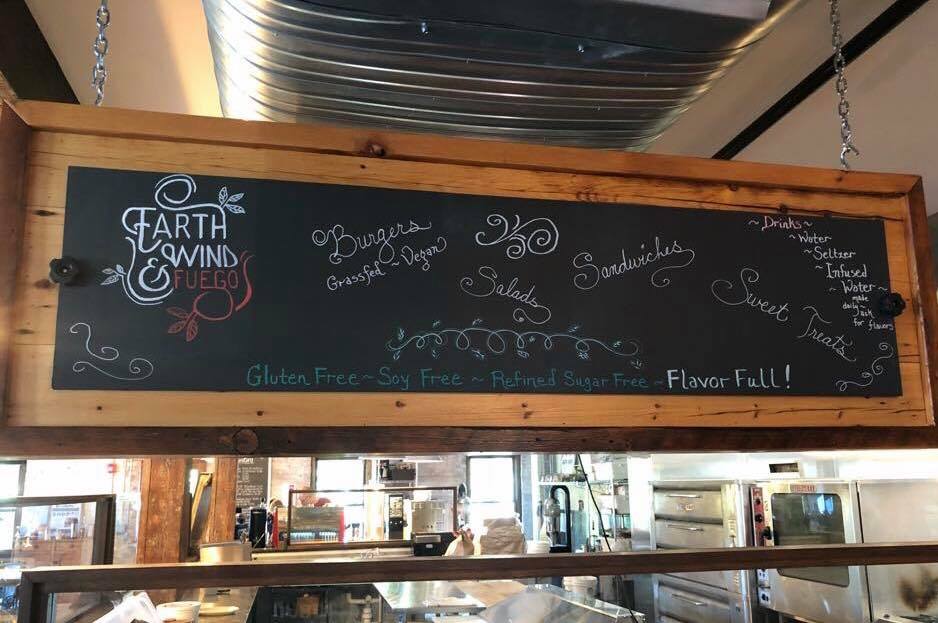 EARTH
& WIND
FUEGO
Burgers
Grassfed ~ Vegan
Salads
Sandwiches
Sweet Treats
~ Drinks ~
~ Water
~ Seltzer
~ Infused
~ Water ~
made
daily ~ ask
for flavors
Gluten Free ~ Soy Free ~ Refined Sugar Free ~ Flavor Full!